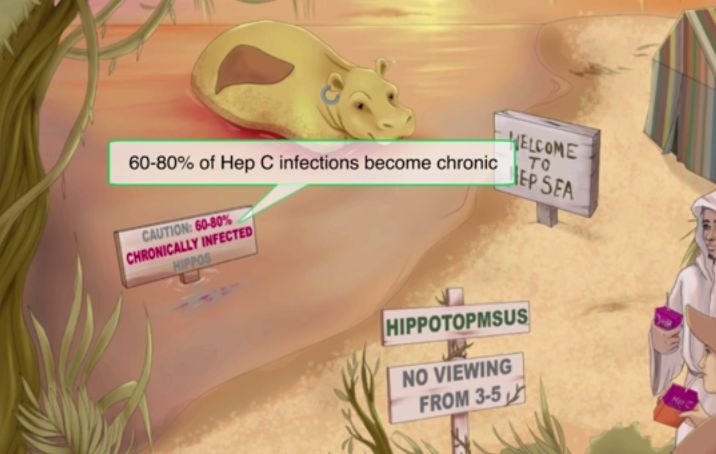 60-80% of Hep C infections become chronic
WELCOME
TO
EP SEA
CAUTION: 60-80%
CHRONICALLY INFECTED
HIPPOS
HIPPOTOPMSUS
NO VIEWING
FROM 3-5
Hep C